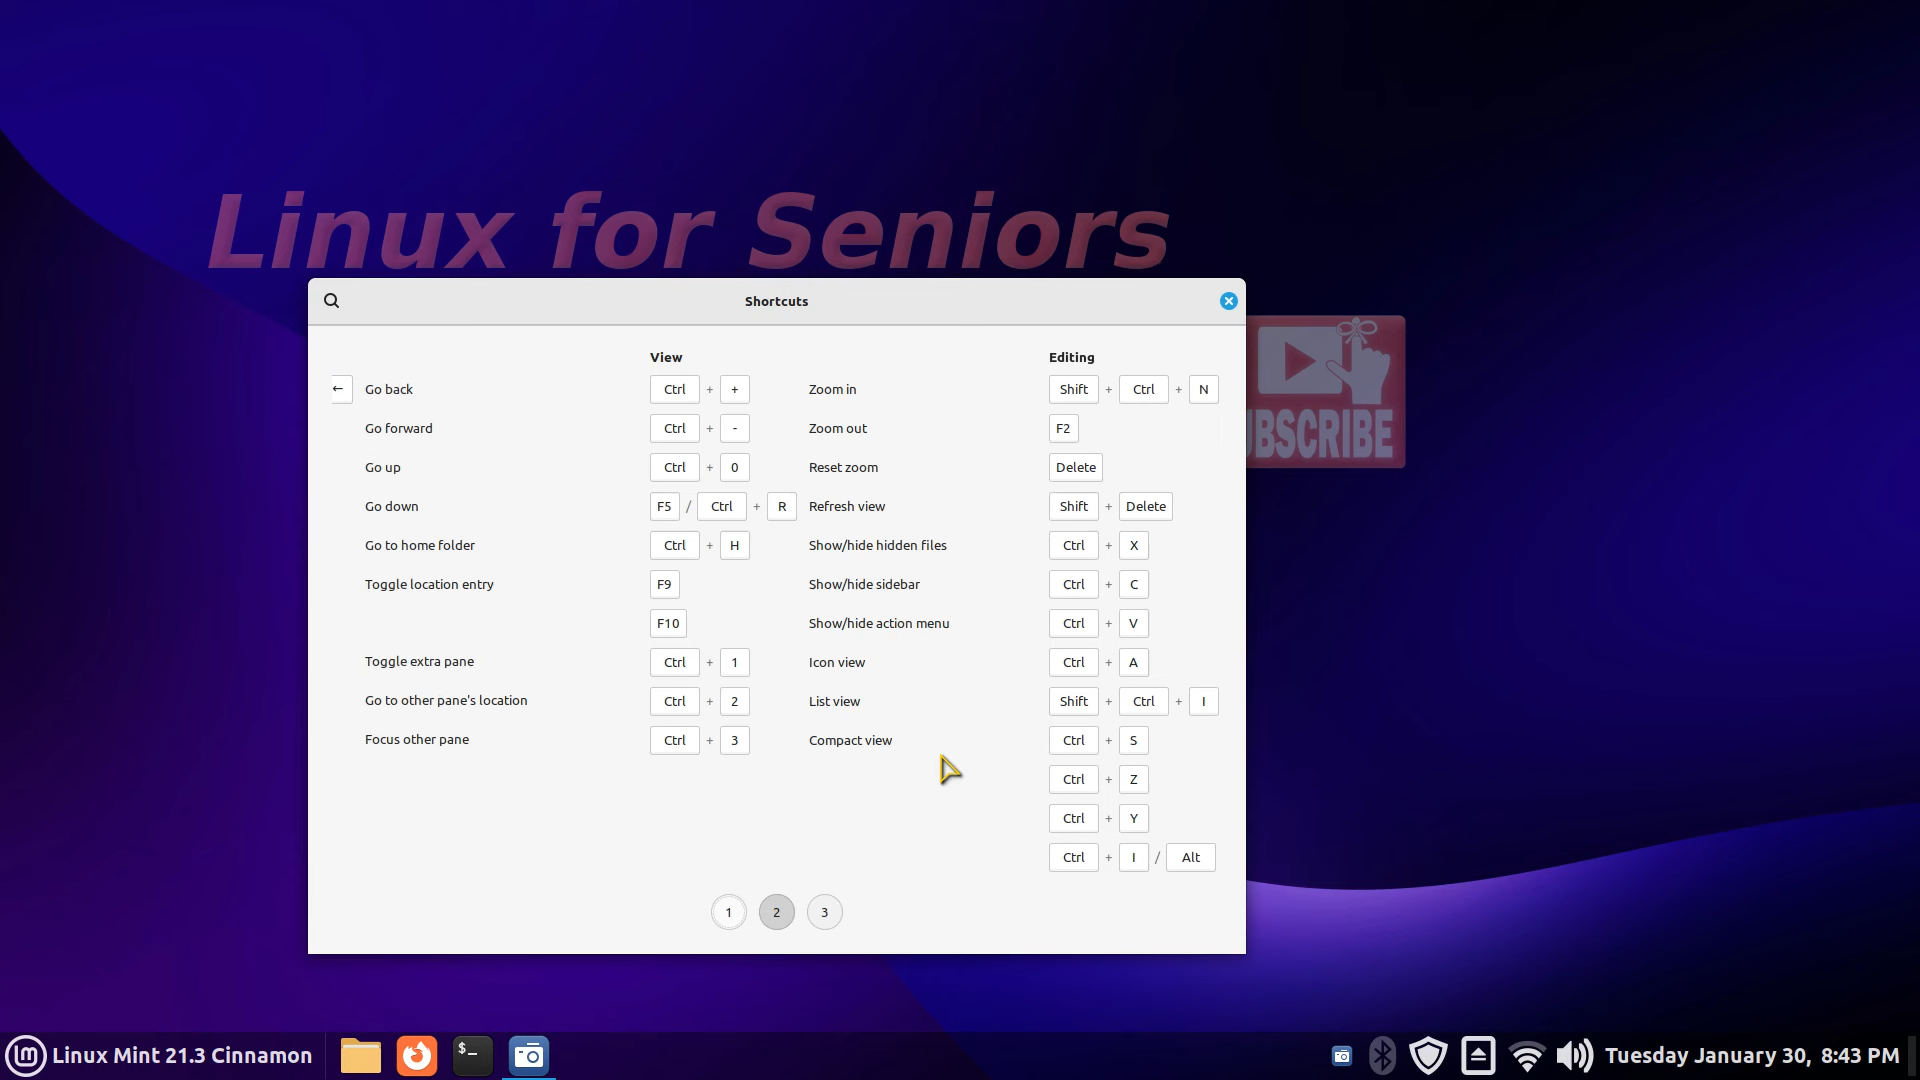 Linux for Seniors
Shortcuts
View Editing
← Go back Ctrl + + Zoom in Shift + Ctrl + N
Go forward Ctrl + - Zoom out F2
Go up Ctrl + 0 Reset zoom Delete
Go down F5 / Ctrl + R Refresh view Shift + Delete
Go to home folder Ctrl + H Show/hide hidden files Ctrl + X
Toggle location entry F9 Show/hide sidebar Ctrl + C
F10 Show/hide action menu Ctrl + V
Toggle extra pane Ctrl + 1 Icon view Ctrl + A
Go to other pane's location Ctrl + 2 List view Shift + Ctrl + I
Focus other pane Ctrl + 3 Compact view Ctrl + S
Ctrl + Z
Ctrl + Y
Ctrl + I / Alt
1 2 3
UBSCRIBE
Linux Mint 21.3 Cinnamon $_ Tuesday January 30, 8:43 PM